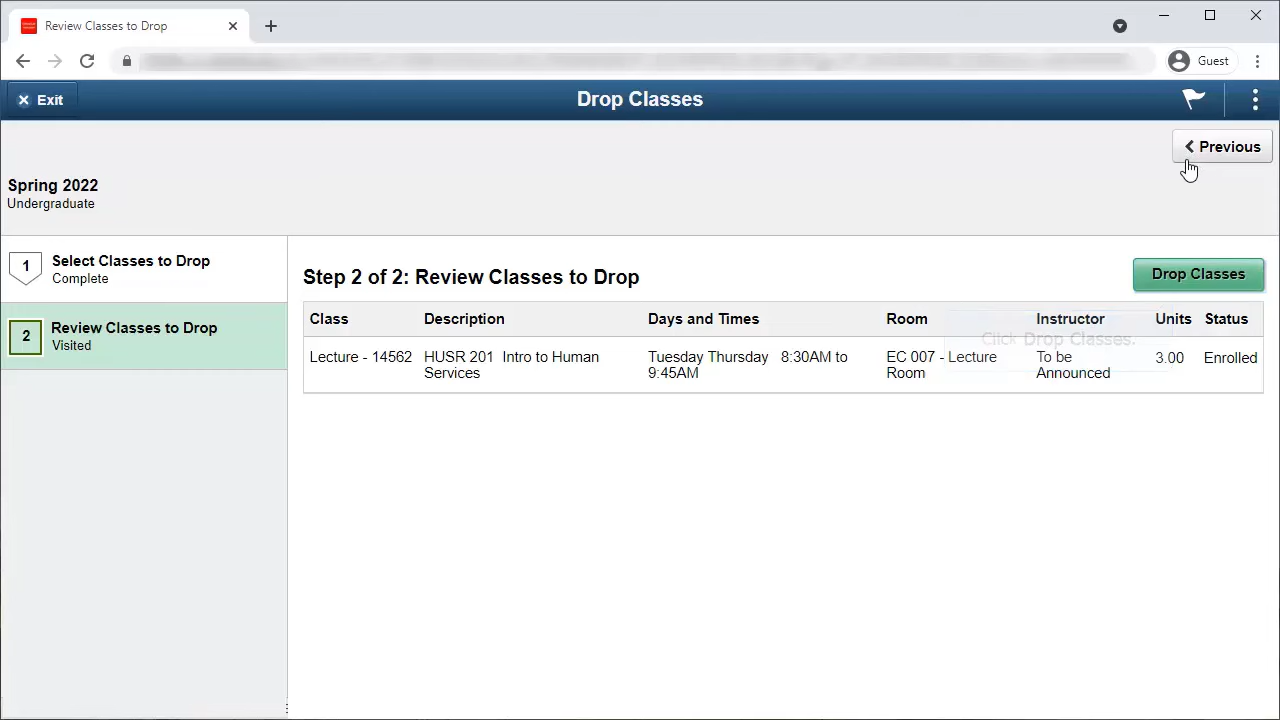 Review Classes to Drop
Guest
Exit
Drop Classes
Previous
Spring 2022
Undergraduate
1
Select Classes to Drop
Complete
2
Review Classes to Drop
Visited
Step 2 of 2: Review Classes to Drop
Drop Classes
Class Description Days and Times Room Instructor Units Status
Click Drop Classes.
Lecture - 14562 HUSR 201 Intro to Human Tuesday Thursday 8:30AM to EC 007 - Lecture To be 3.00 Enrolled
Services 9:45AM Room Announced